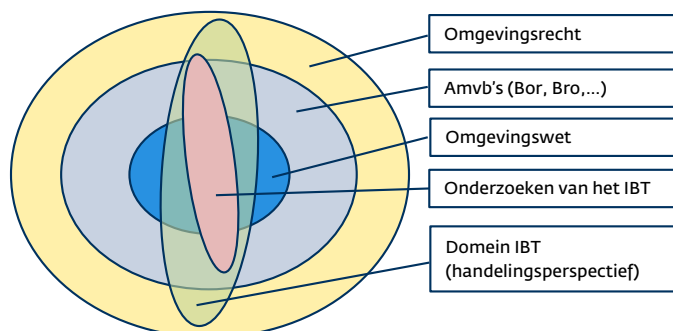 Omgevingsrecht
Amvb's (Bor, Bro,...)
Omgevingswet
Onderzoeken van het IBT
Domein IBT
(handelingsperspectief)